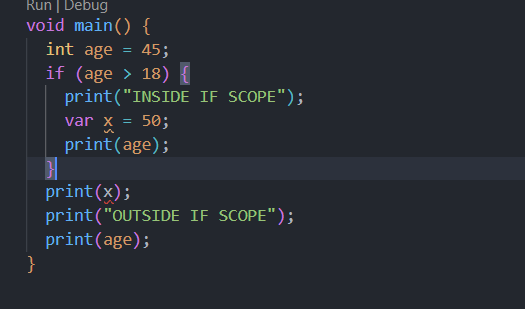 Run | Debug
void main() {
  int age = 45;
  if (age > 18) {
    print("INSIDE IF SCOPE");
    var x = 50;
    print(age);
  }
  print(x);
  print("OUTSIDE IF SCOPE");
  print(age);
}